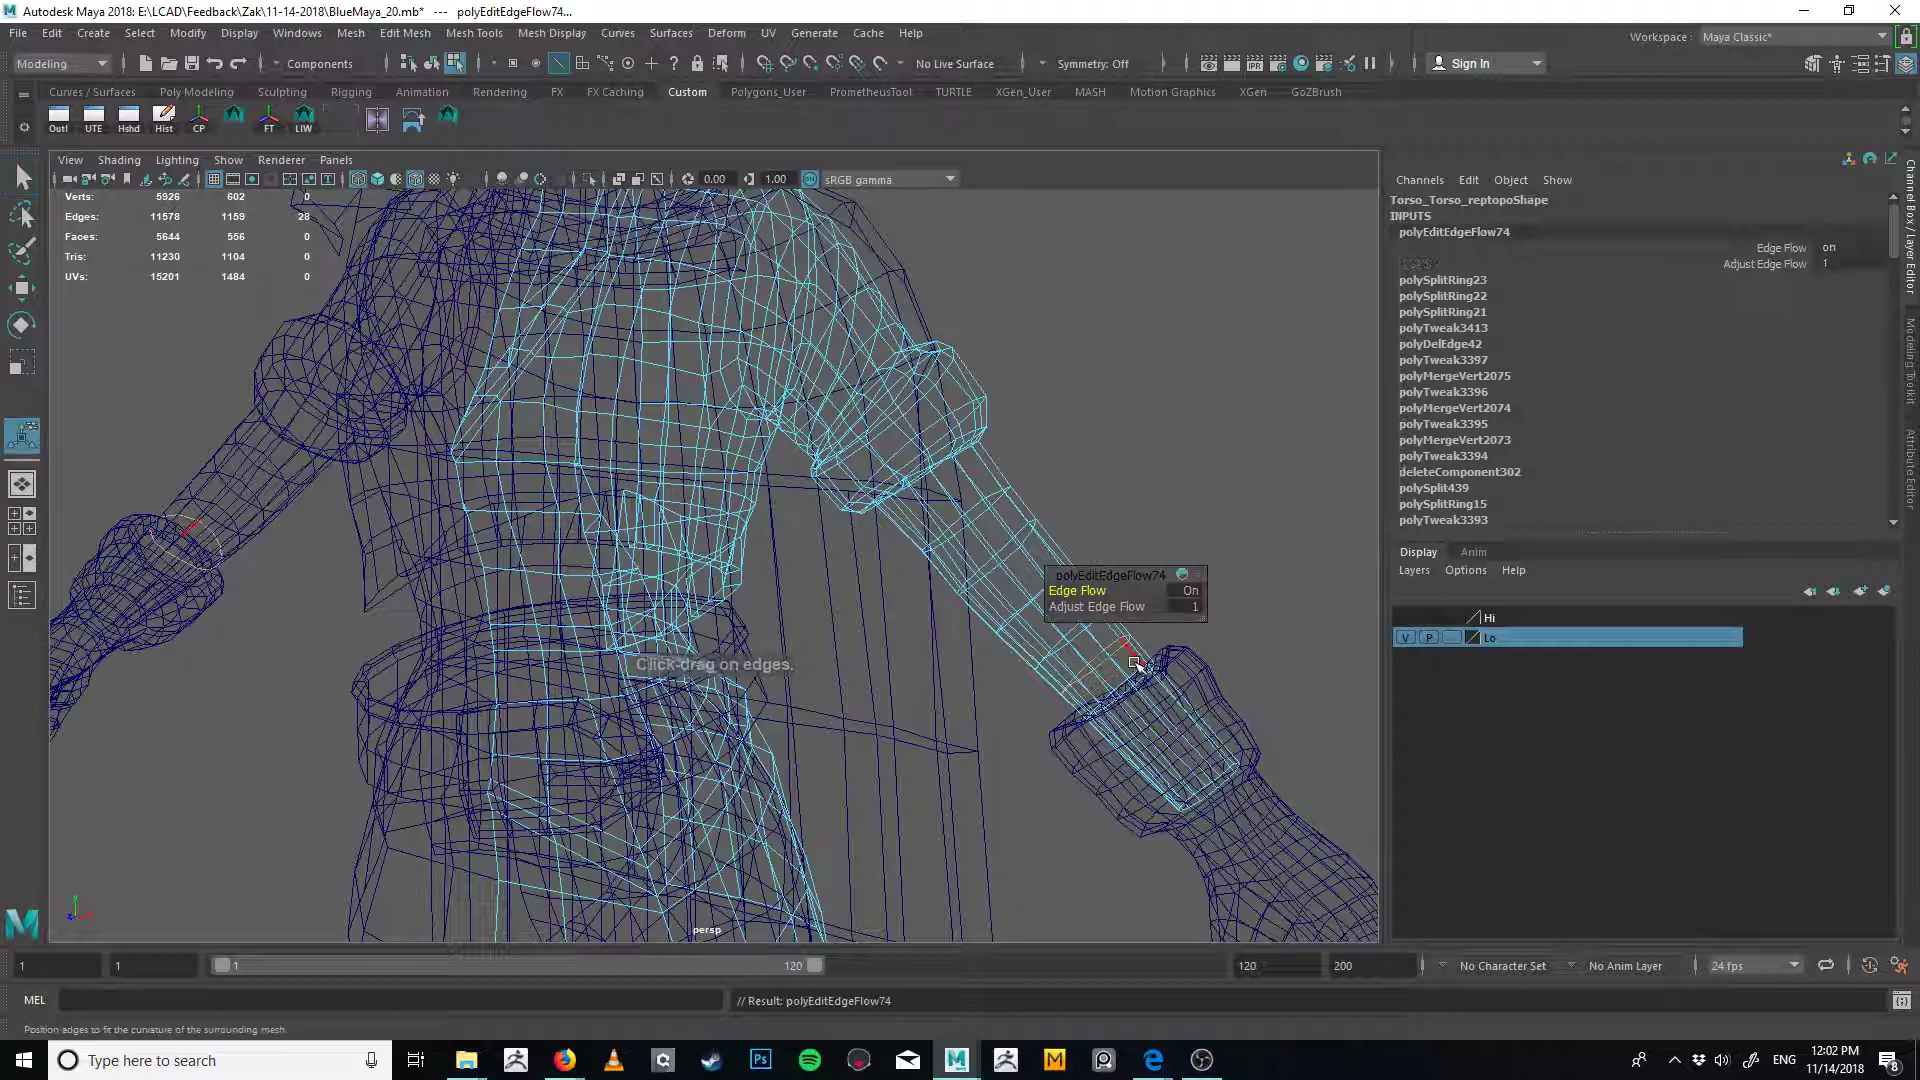 Autodesk Maya 2018: E:\LCAD\Feedback\Zak\11-14-2018\BlueMaya_20.mb* --- polyEditEdgeFlow74...
File Edit Create Select Modify Display Windows Mesh Edit Mesh Mesh Tools Mesh Display Curves Surfaces Deform UV Generate Cache Help
Workspace : Maya Classic*
Modeling Components No Live Surface Symmetry: Off Sign In
Curves / Surfaces Poly Modeling Sculpting Rigging Animation Rendering FX FX Caching Custom Polygons_User PrometheusTool TURTLE XGen_User MASH Motion Graphics XGen GoZBrush
Outl UTE Hshd Hist CP FT LIW
View Shading Lighting Show Renderer Panels
0.00 1.00 sRGB gamma
Verts: 5926 602 0
Edges: 11578 1159 28
Faces: 5644 556 0
Tris: 11230 1104 0
UVs: 15201 1484 0
polyEditEdgeFlow74
Edge Flow On
Adjust Edge Flow 1
Click-drag on edges.
persp
Channels Edit Object Show
Torso_Torso_reptopoShape
INPUTS
polyEditEdgeFlow74
Edge Flow on
Adjust Edge Flow 1
polySplitRing23
polySplitRing22
polySplitRing21
polyTweak3413
polyDelEdge42
polyTweak3397
polyMergeVert2075
polyTweak3396
polyMergeVert2074
polyTweak3395
polyMergeVert2073
polyTweak3394
deleteComponent302
polySplit439
polySplitRing15
polyTweak3393
Display Anim
Layers Options Help
Hi
V P Lo
Channel Box / Layer Editor
Modeling Toolkit
Attribute Editor
1 1 1 120 120 200 No Character Set No Anim Layer 24 fps
MEL // Result: polyEditEdgeFlow74
Position edges to fit the curvature of the surrounding mesh.
Type here to search
ENG
12:02 PM
11/14/2018
8